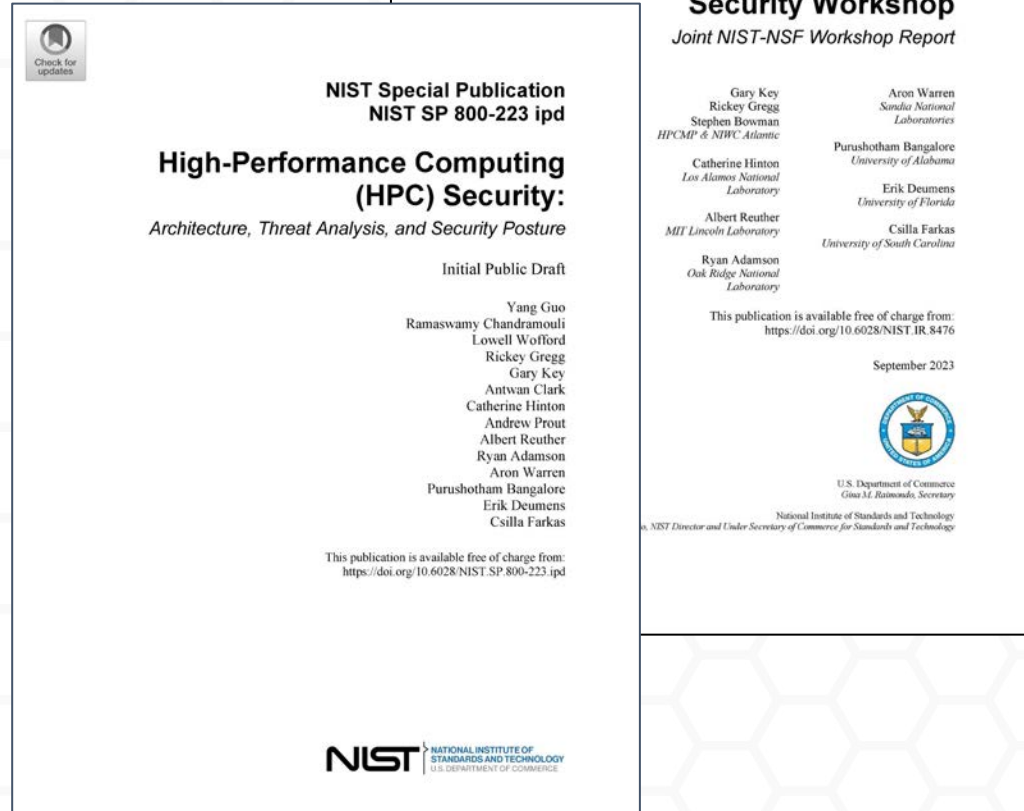 Check for
updates
NIST Special Publication
NIST SP 800-223 ipd
High-Performance Computing
(HPC) Security:
Architecture, Threat Analysis, and Security Posture
Initial Public Draft
Yang Guo
Ramaswamy Chandramouli
Lowell Wofford
Rickey Gregg
Gary Key
Antwan Clark
Catherine Hinton
Andrew Prout
Albert Reuther
Ryan Adamson
Aron Warren
Purushotham Bangalore
Erik Deumens
Csilla Farkas
This publication is available free of charge from:
https://doi.org/10.6028/NIST.SP.800-223.ipd
NIST
NATIONAL INSTITUTE OF
STANDARDS AND TECHNOLOGY
U.S. DEPARTMENT OF COMMERCE
Security Workshop
Joint NIST-NSF Workshop Report
Gary Key
Rickey Gregg
Stephen Bowman
HPCMP & NIWC Atlantic
Catherine Hinton
Los Alamos National
Laboratory
Albert Reuther
MIT Lincoln Laboratory
Ryan Adamson
Oak Ridge National
Laboratory
Aron Warren
Sandia National
Laboratories
Purushotham Bangalore
University of Alabama
Erik Deumens
University of Florida
Csilla Farkas
University of South Carolina
This publication is available free of charge from:
https://doi.org/10.6028/NIST.IR.8476
September 2023
DEPARTMENT OF COMMERCE
UNITED STATES OF AMERICA
U.S. Department of Commerce
Gina M. Raimondo, Secretary
National Institute of Standards and Technology
, NIST Director and Under Secretary of Commerce for Standards and Technology